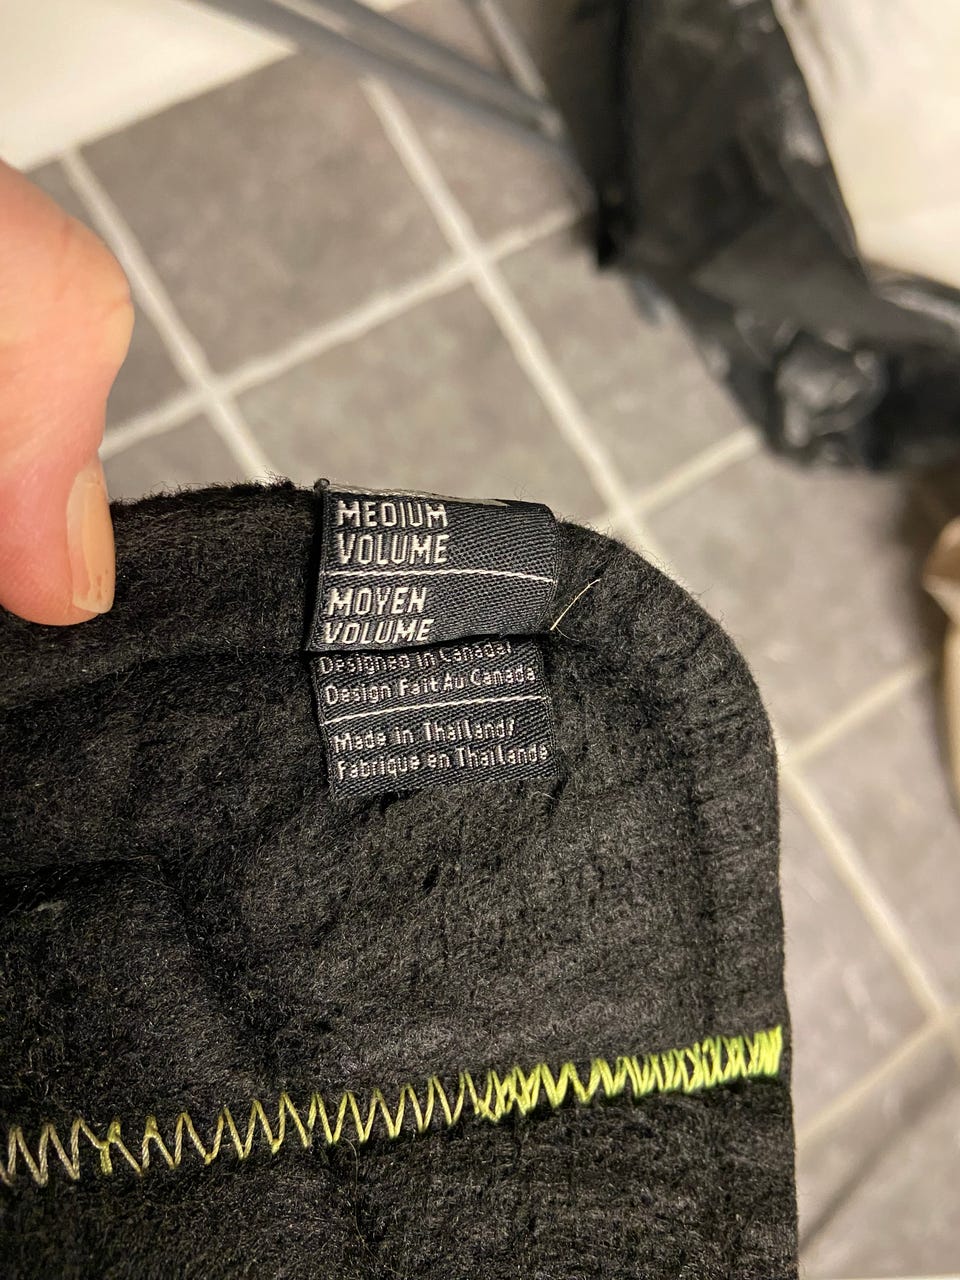 MEDIUM
VOLUME
MOYEN
VOLUME
Designed in Canada/
Design Fait Au Canada
Made in Thailand/
Fabriqué en Thaïlande